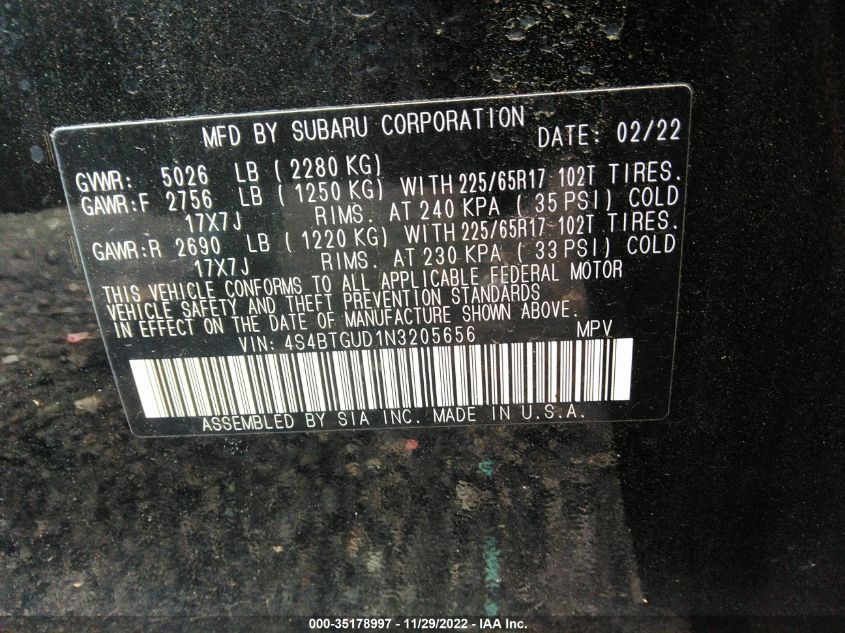 MFD BY SUBARU CORPORATION DATE: 02/22
GVWR: 5026 LB (2280 KG)
GAWR:F 2756 LB (1250 KG) WITH 225/65R17 102T TIRES.
17X7J RIMS. AT 240 KPA (35 PSI) COLD
GAWR:R 2690 LB (1220 KG) WITH 225/65R17 102T TIRES.
17X7J RIMS. AT 230 KPA (33 PSI) COLD
THIS VEHICLE CONFORMS TO ALL APPLICABLE FEDERAL MOTOR
VEHICLE SAFETY AND THEFT PREVENTION STANDARDS
IN EFFECT ON THE DATE OF MANUFACTURE SHOWN ABOVE.
VIN: 4S4BTGUD1N3205656 MPV
ASSEMBLED BY SIA INC. MADE IN U.S.A.
000-35178997 - 11/29/2022 - IAA Inc.